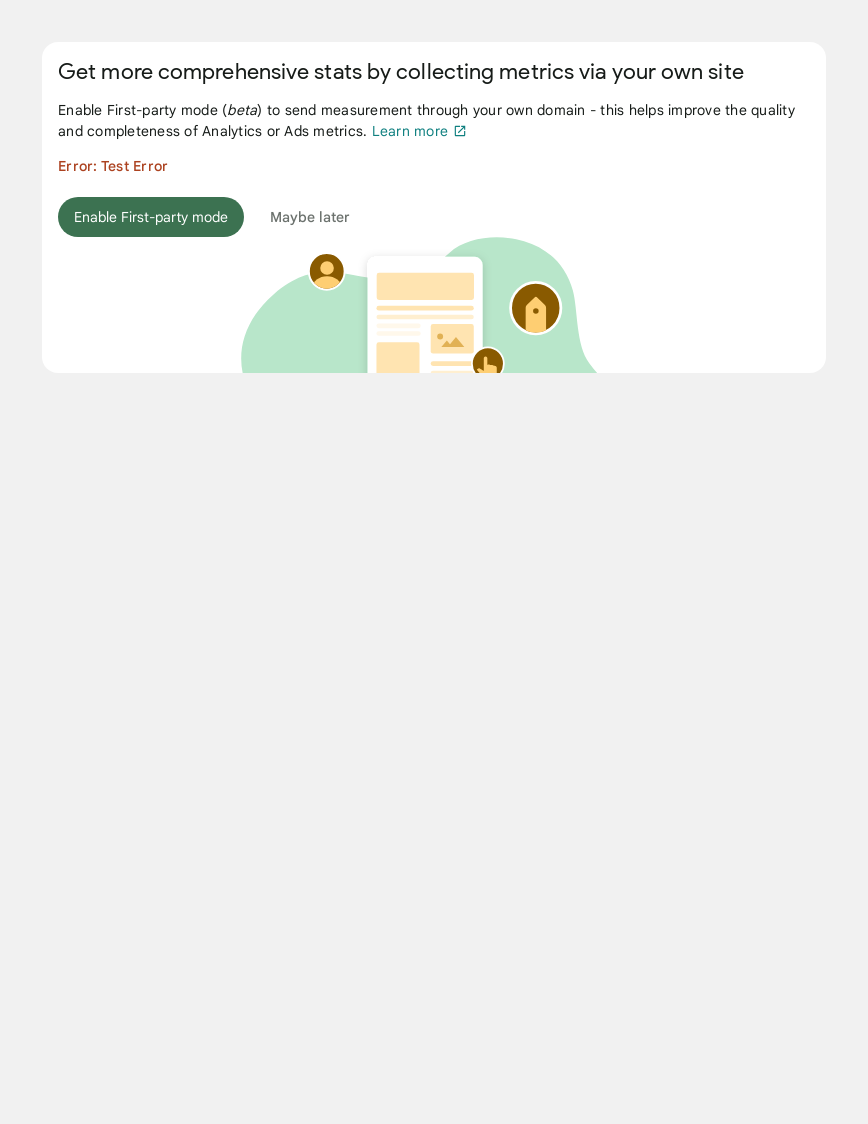 Get more comprehensive stats by collecting metrics via your own site
Enable First-party mode (beta) to send measurement through your own domain - this helps improve the quality
and completeness of Analytics or Ads metrics. Learn more
Error: Test Error
Enable First-party mode Maybe later